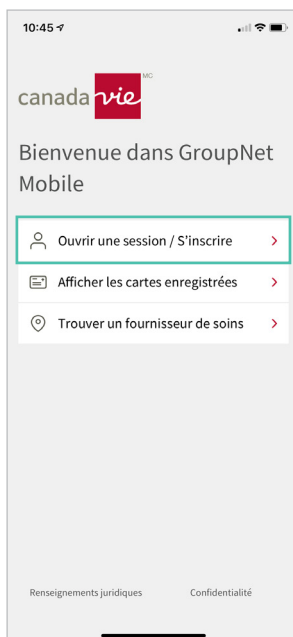 10:45
canada vie MC
Bienvenue dans GroupNet
Mobile
Ouvrir une session / S'inscrire
Afficher les cartes enregistrées
Trouver un fournisseur de soins
Renseignements juridiques Confidentialité